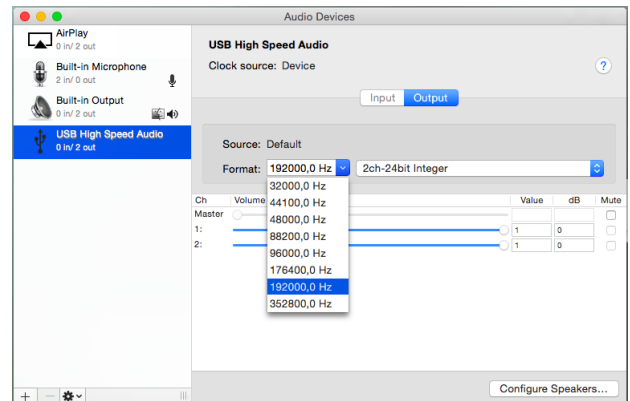 Audio Devices
AirPlay
0 in/ 2 out
Built-in Microphone
2 in/ 0 out
Built-in Output
0 in/ 2 out
USB High Speed Audio
0 in/ 2 out
USB High Speed Audio
Clock source: Device
?
Input Output
Source: Default
Format: 192000,0 Hz 2ch-24bit Integer
32000,0 Hz
44100,0 Hz
48000,0 Hz
88200,0 Hz
96000,0 Hz
176400,0 Hz
192000,0 Hz
352800,0 Hz
Ch Volume Value dB Mute
Master
1: 1 0
2: 1 0
Configure Speakers...